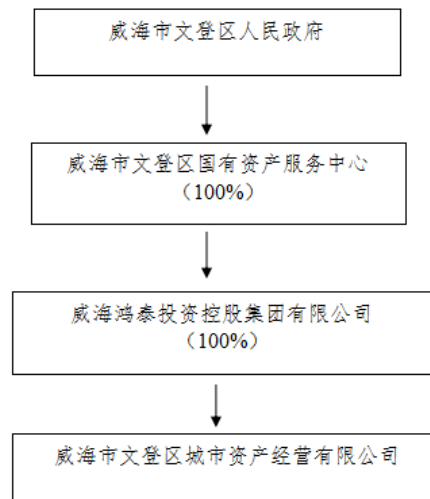 威海市文登区人民政府
威海市文登区国有资产服务中心
（100%）
威海鸿泰投资控股集团有限公司
（100%）
威海市文登区城市资产经营有限公司